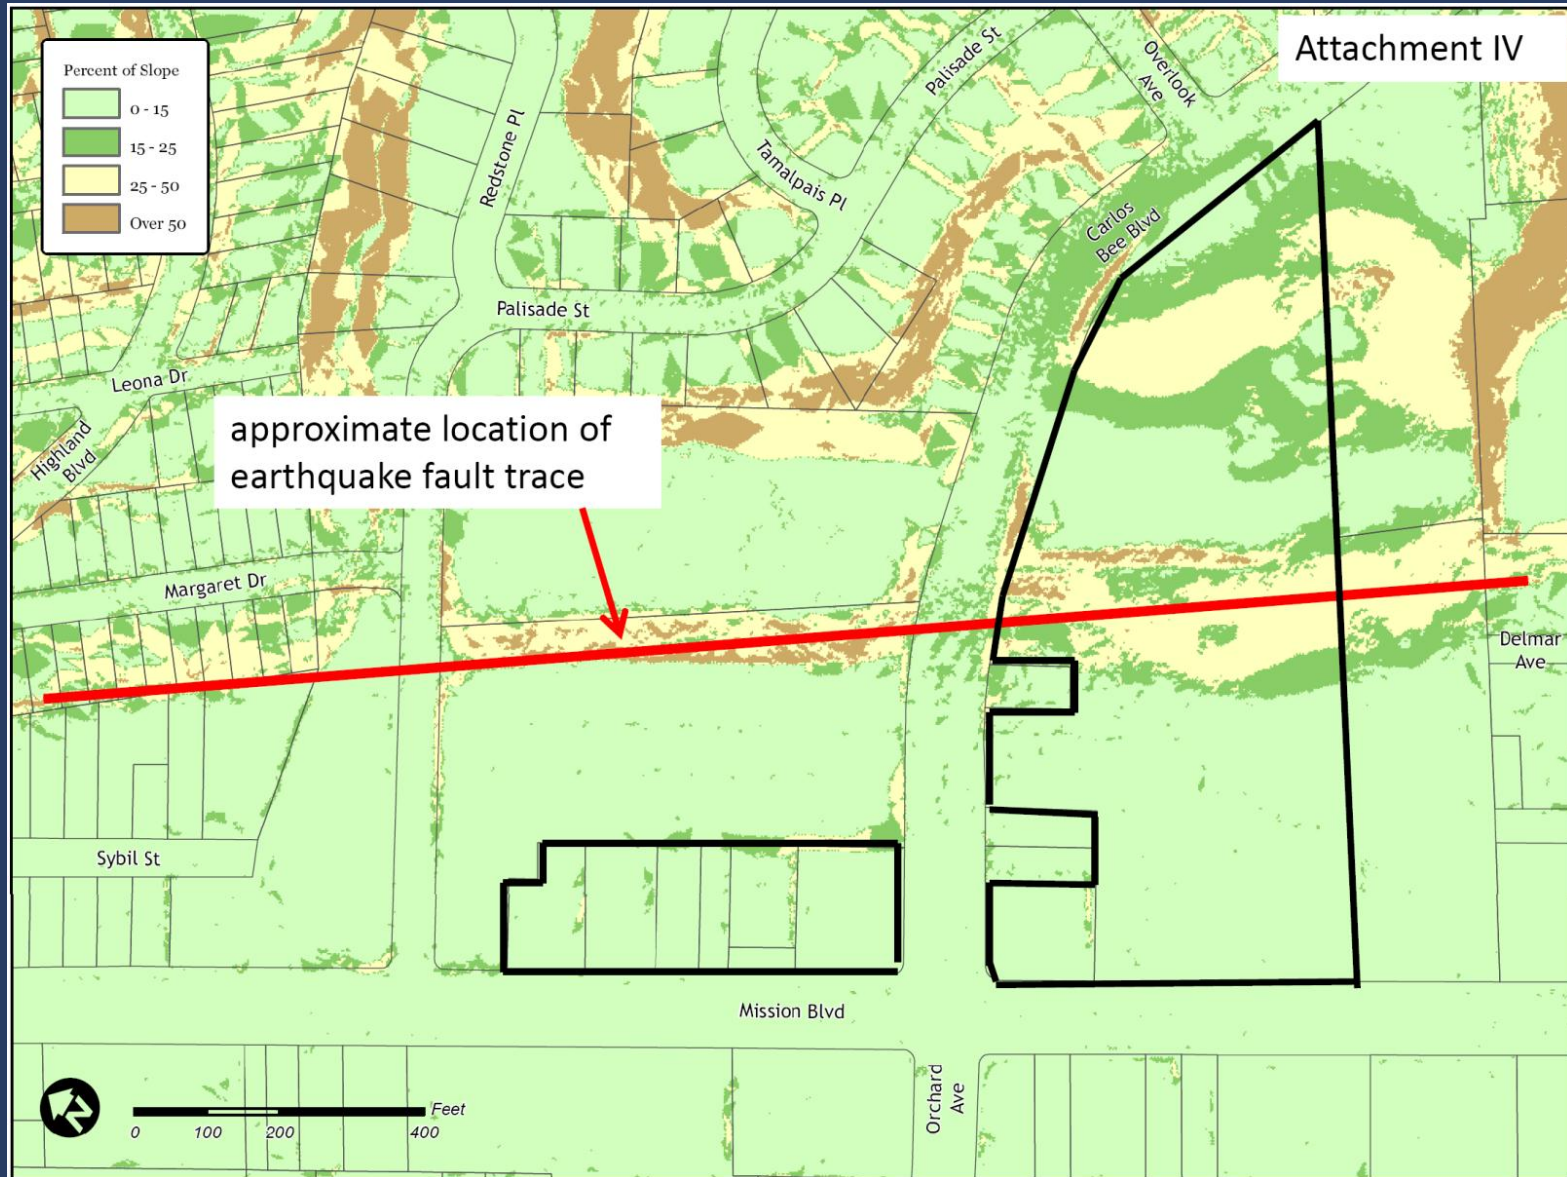 Attachment IV
Percent of Slope
0 - 15
15 - 25
25 - 50
Over 50
Redstone Pl
Palisade St
Overlook
Ave
Tamalpais Pl
Carlos
Bee Blvd
Palisade St
Leona Dr
Highland
Blvd
approximate location of
earthquake fault trace
Margaret Dr
Delmar
Ave
Sybil St
Mission Blvd
Orchard
Ave
N
Feet
0 100 200 400